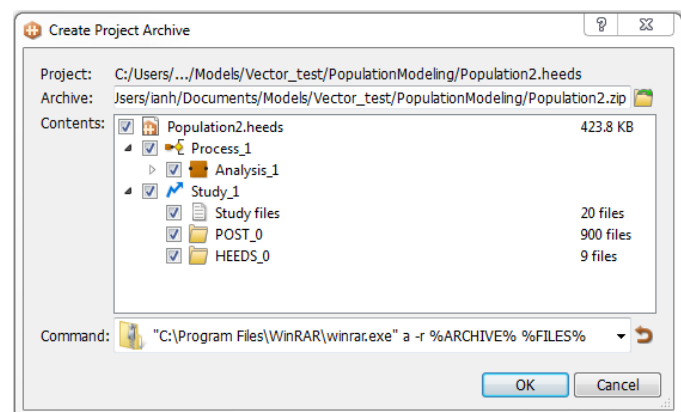 Create Project Archive
Project: C:/Users/.../Models/Vector_test/PopulationModeling/Population2.heeds
Archive: Jsers/ianh/Documents/Models/Vector_test/PopulationModeling/Population2.zip
Contents: Population2.heeds 423.8 KB
Process_1
Analysis_1
Study_1
Study files 20 files
POST_0 900 files
HEEDS_0 9 files
Command: "C:\Program Files\WinRAR\winrar.exe" a -r %ARCHIVE% %FILES%
OK Cancel